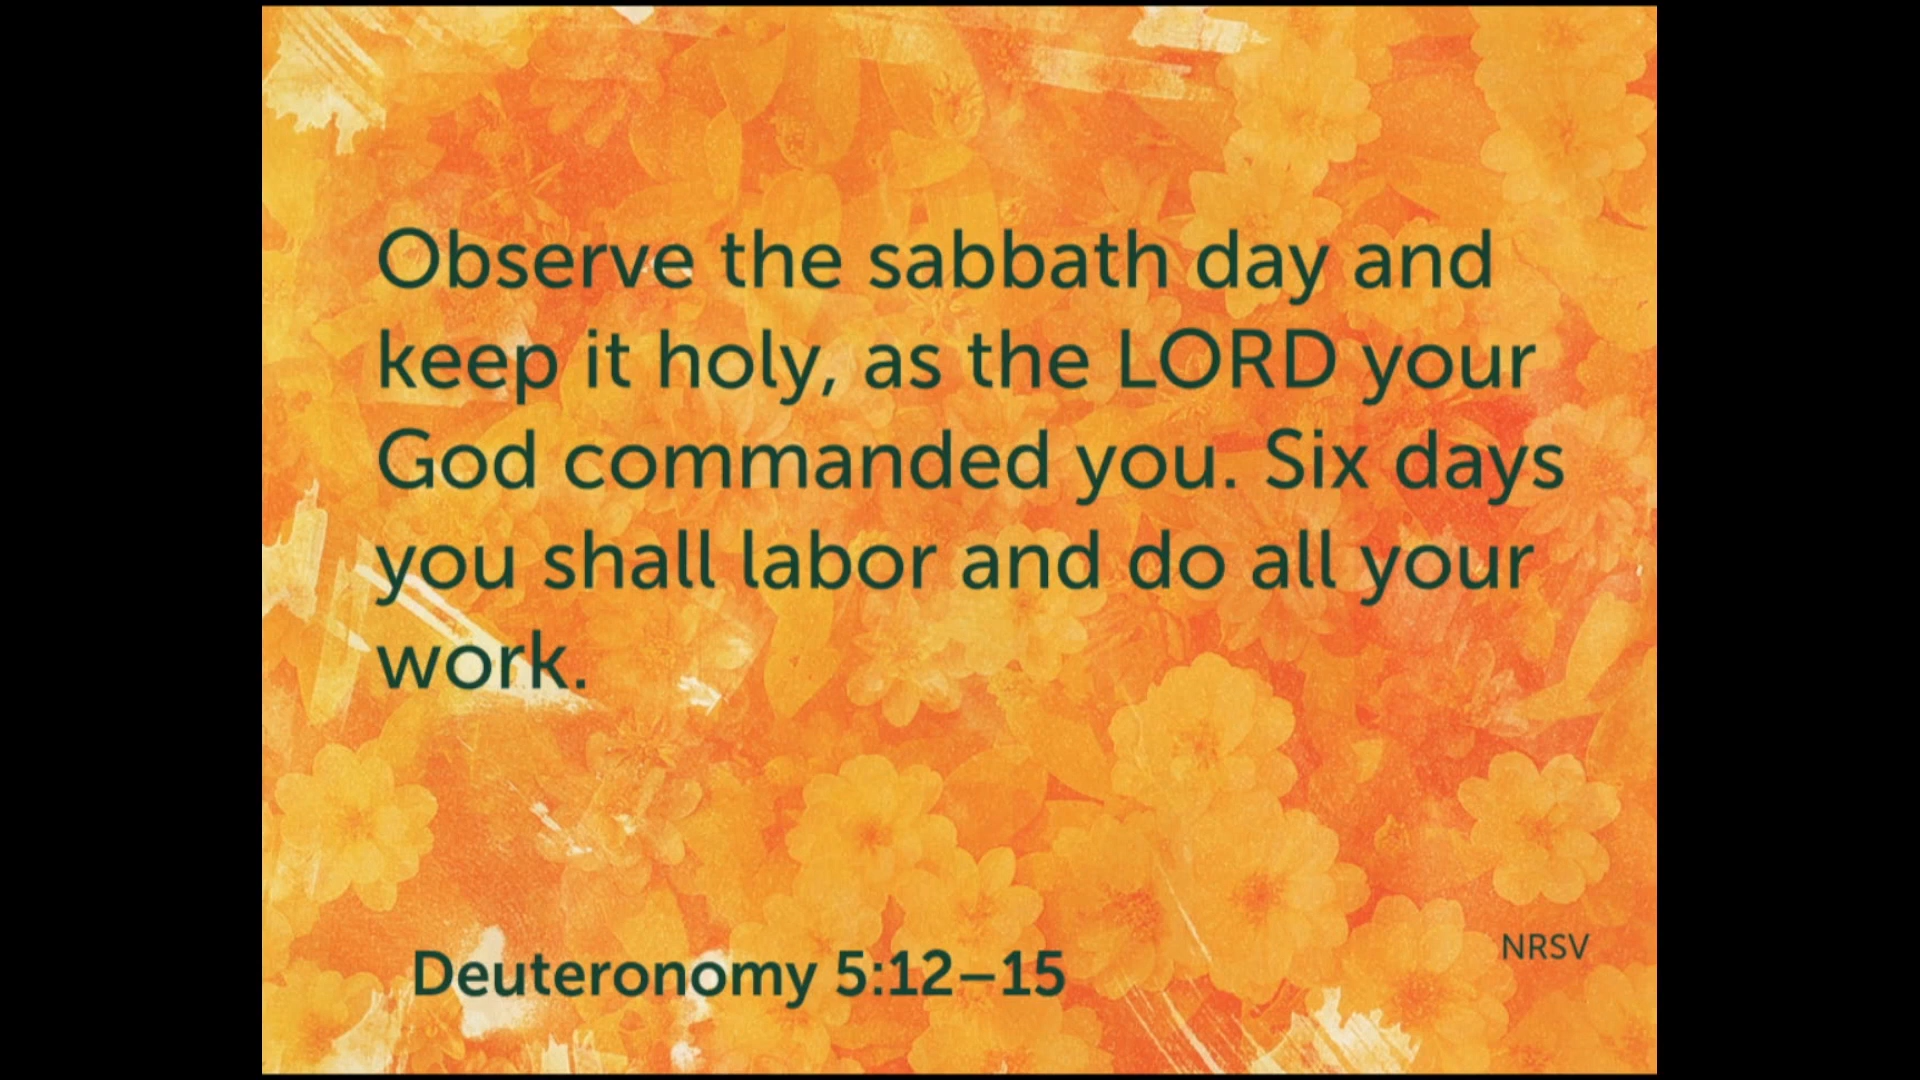 Observe the sabbath day and
keep it holy, as the LORD your
God commanded you. Six days
you shall labor and do all your
work.
Deuteronomy 5:12–15
NRSV